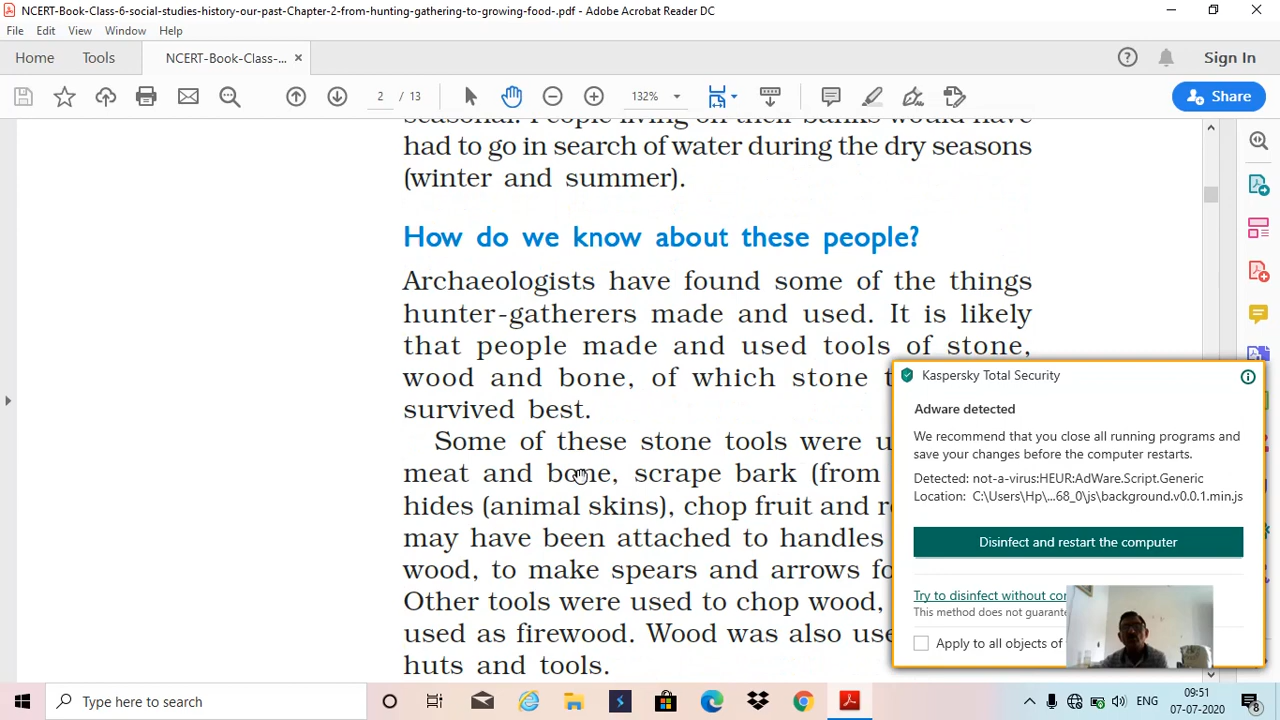 NCERT-Book-Class-6-social-studies-history-our-past-Chapter-2-from-hunting-gathering-to-growing-food-.pdf - Adobe Acrobat Reader DC
File Edit View Window Help
Home Tools NCERT-Book-Class-... × Sign In
2 / 13 132% Share
seasonal. People living on their banks would have
had to go in search of water during the dry seasons
(winter and summer).
How do we know about these people?
Archaeologists have found some of the things
hunter-gatherers made and used. It is likely
that people made and used tools of stone,
wood and bone, of which stone
survived best.
Some of these stone tools were
meat and bone, scrape bark (from
hides (animal skins), chop fruit and
may have been attached to handles
wood, to make spears and arrows
Other tools were used to chop wood,
used as firewood. Wood was also
huts and tools.
Kaspersky Total Security
Adware detected
We recommend that you close all running programs and
save your changes before the computer restarts.
Detected: not-a-virus:HEUR:AdWare.Script.Generic
Location: C:\Users\Hp\...68_0\js\background.v0.0.1.min.js
Disinfect and restart the computer
Try to disinfect without
This method does not
Apply to all objects of
Type here to search
ENG
09:51
07-07-2020
8